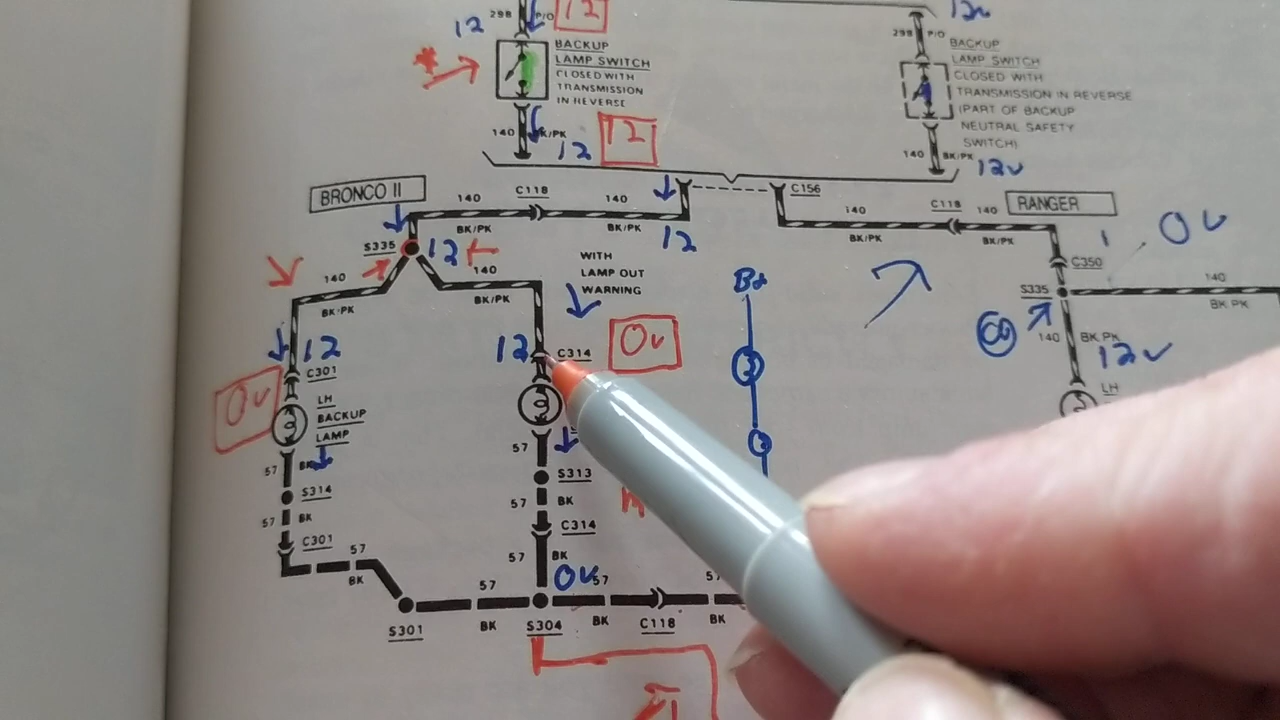 298 P/O
12
12
BACKUP
LAMP SWITCH
CLOSED WITH
TRANSMISSION
IN REVERSE
140 BK/PK
12
12
12v
298 P/O
BACKUP
LAMP SWITCH
CLOSED WITH
TRANSMISSION IN REVERSE
(PART OF BACKUP
NEUTRAL SAFETY
SWITCH)
140 BK/PK
12v
BRONCO II
140
C118
140
BK/PK
BK/PK
12
C156
140
C118
140
BK/PK
BK/PK
RANGER
0v
S335
12
140
BK/PK
140
BK/PK
WITH
LAMP OUT
WARNING
C350
S335
140
BK PK
140
BK PK
12v
LH
B+
12
C301
0v
LH
BACKUP
LAMP
12
C314
0v
57
S314
57 BK
C301
57
BK
57
S313
57 BK
C314
57 BK
0v
57
57
57
S301
BK
S304
BK
C118
BK